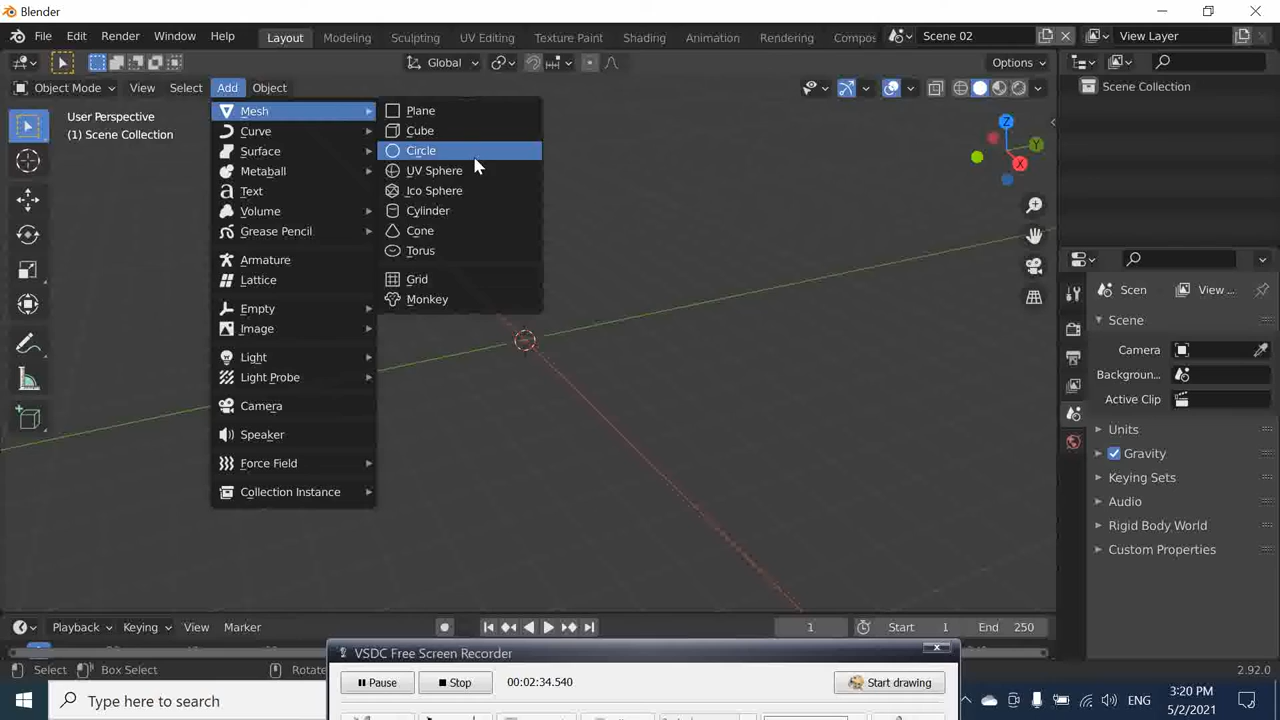 Blender
File Edit Render Window Help Layout Modeling Sculpting UV Editing Texture Paint Shading Animation Rendering Compos Scene 02 View Layer
Global Options
Object Mode View Select Add Object
Scene Collection
User Perspective
(1) Scene Collection
Mesh
Curve
Surface
Metaball
Text
Volume
Grease Pencil
Armature
Lattice
Empty
Image
Light
Light Probe
Camera
Speaker
Force Field
Collection Instance
Plane
Cube
Circle
UV Sphere
Ico Sphere
Cylinder
Cone
Torus
Grid
Monkey
Z
Y
X
Scen View ...
Scene
Camera
Backgroun...
Active Clip
Units
Gravity
Keying Sets
Audio
Rigid Body World
Custom Properties
Playback Keying View Marker 1 Start 1 End 250
Select Box Select Rotate 2.92.0
VSDC Free Screen Recorder
Pause Stop 00:02:34.540 Start drawing
Type here to search
ENG
3:20 PM
5/2/2021